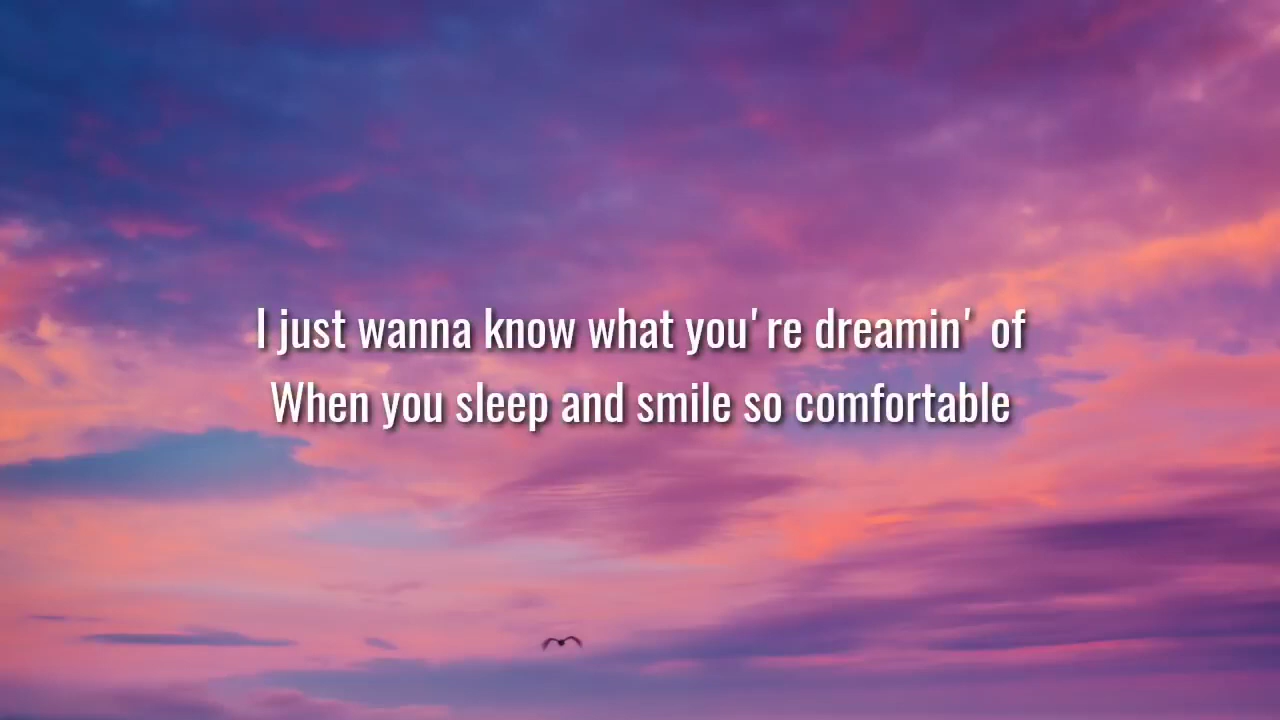 I just wanna know what you're dreamin' of
When you sleep and smile so comfortable